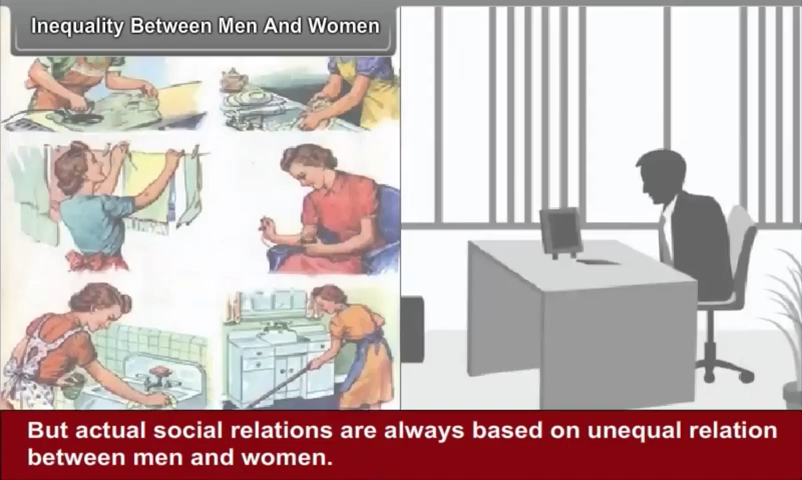 Inequality Between Men And Women
But actual social relations are always based on unequal relation
between men and women.